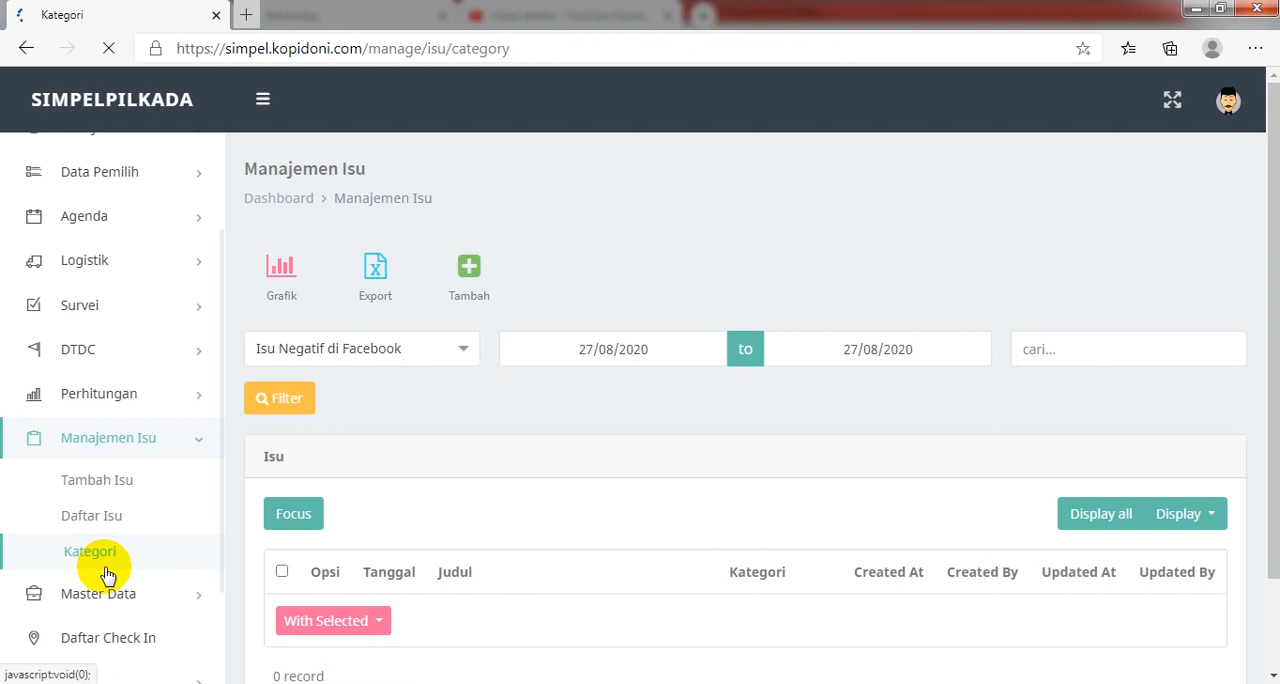 Kategori
https://simpel.kopidoni.com/manage/isu/category
SIMPELPILKADA
Data Pemilih
Agenda
Logistik
Survei
DTDC
Perhitungan
Manajemen Isu
Tambah Isu
Daftar Isu
Kategori
Master Data
Daftar Check In
javascript:void(0);
Manajemen Isu
Dashboard > Manajemen Isu
Grafik Export Tambah
Isu Negatif di Facebook 27/08/2020 to 27/08/2020 cari...
Filter
Isu
Focus Display all Display
Opsi Tanggal Judul Kategori Created At Created By Updated At Updated By
With Selected
0 record